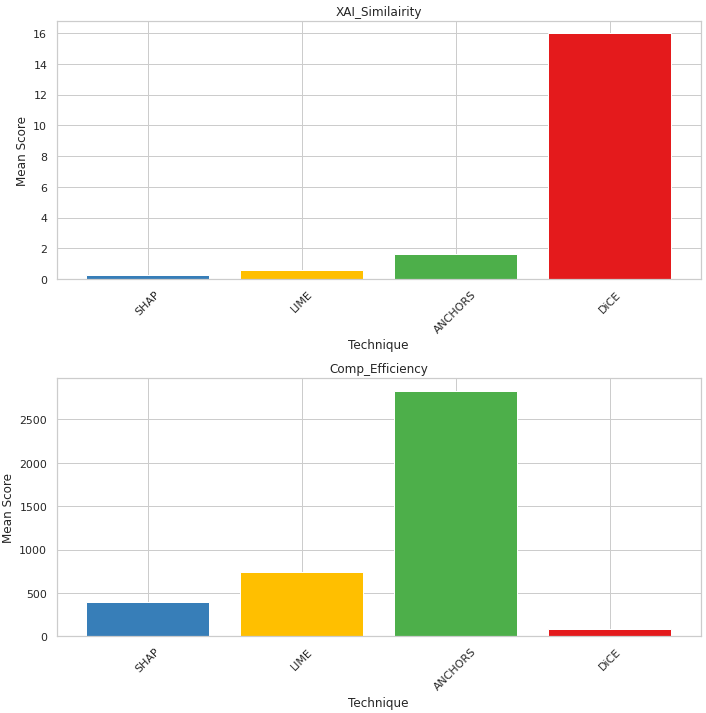 XAI_Similairity
Mean Score
16
14
12
10
8
6
4
2
0
SHAP
LIME
ANCHORS
DiCE
Technique
Comp_Efficiency
Mean Score
2500
2000
1500
1000
500
0
SHAP
LIME
ANCHORS
DiCE
Technique